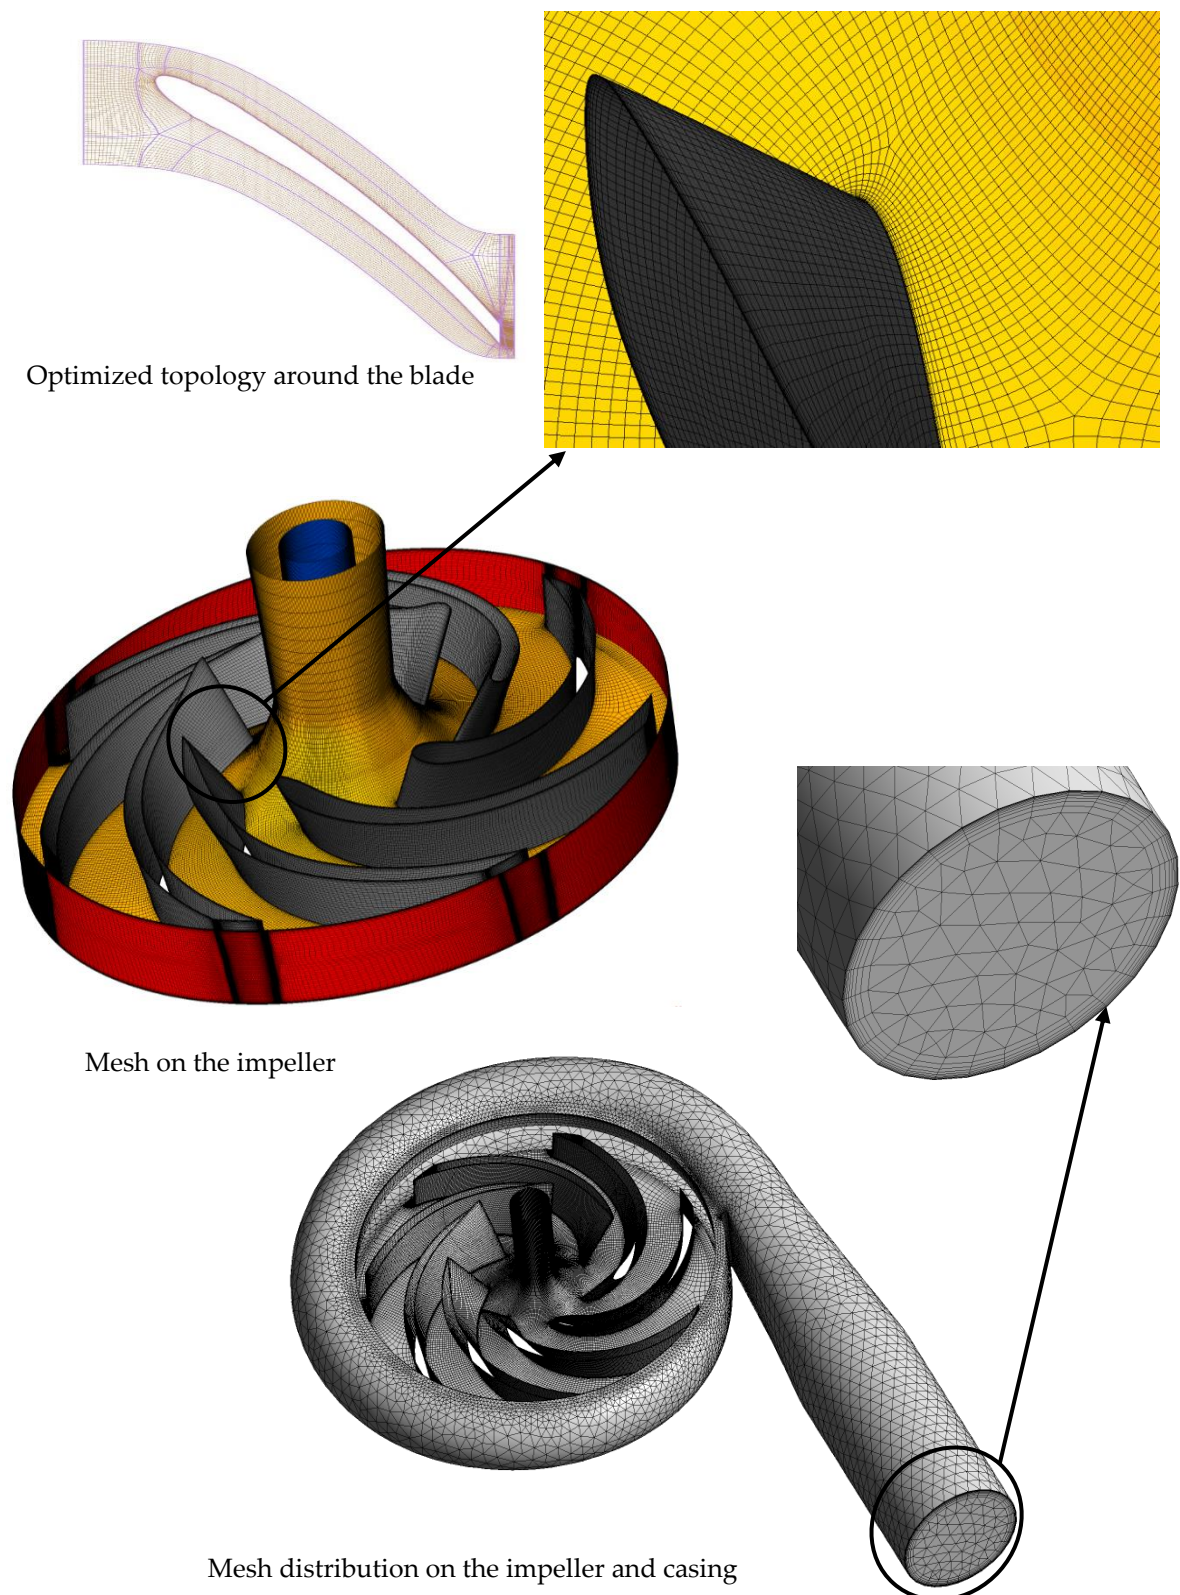 Optimized topology around the blade
Mesh on the impeller
Mesh distribution on the impeller and casing